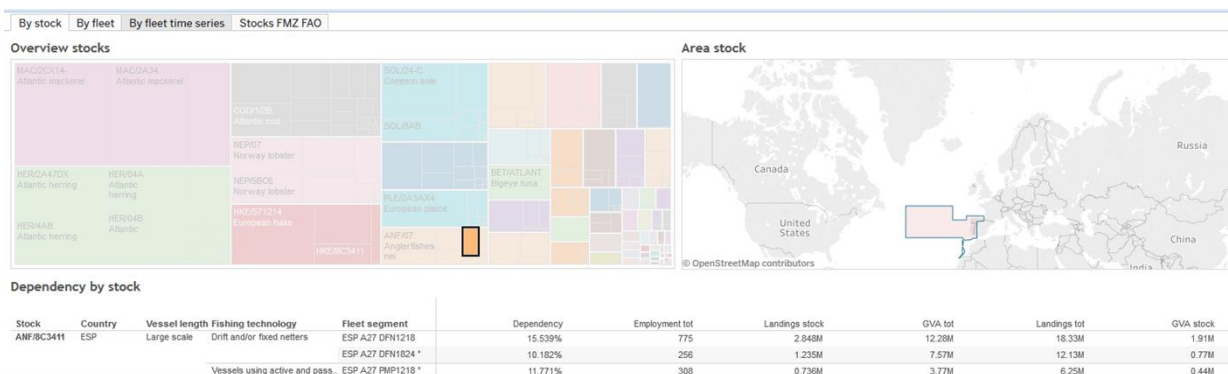 By stock By fleet By fleet time series Stocks FMZ FAO
Overview stocks
Area stock
MAC/2CX14-
Atlantic mackerel
MAC/2A34.
Atlantic mackerel
HER/2A47DX
Atlantic herring
HER/04A
Atlantic
herring
HER/4AB
Atlantic herring
HER/04B
Atlantic
COD/1/2B
Atlantic cod
NEP/07
Norway lobster
NEP/5BC6
Norway lobster
HKE/571214
European hake
HKE/8C3411
SOL/24-C
Common sole
SOL/8AB
PLE/2A3AX4
European plaice
ANF/07
Anglerfishes
nei
BET/ATLANT
Bigeye tuna
Canada
United
States
Russia
China
India
© OpenStreetMap contributors
Dependency by stock
Stock Country Vessel length Fishing technology Fleet segment Dependency Employment tot Landings stock GVA tot Landings tot GVA stock
ANF/8C3411 ESP Large scale Drift and/or fixed netters ESP A27 DFN1218 15.539% 775 2.848M 12.28M 18.33M 1.91M
ESP A27 DFN1824 * 10.182% 256 1.235M 7.57M 12.13M 0.77M
Vessels using active and pass.. ESP A27 PMP1218 * 11.771% 308 0.736M 3.77M 6.25M 0.44M